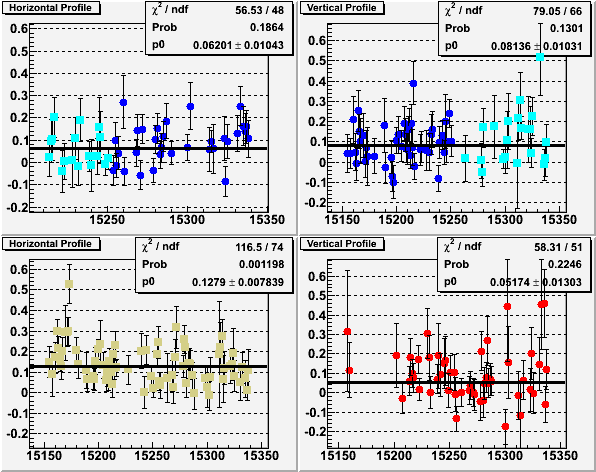 Horizontal Profile
χ² / ndf 56.53 / 48
Prob 0.1864
p0 0.06201 ± 0.01043
0.6
0.5
0.4
0.3
0.2
0.1
0
-0.1
-0.2
15250 15300 15350
Vertical Profile
χ² / ndf 79.05 / 66
Prob 0.1301
p0 0.08136 ± 0.01031
0.6
0.5
0.4
0.3
0.2
0.1
0
-0.1
-0.2
15150 15200 15250 15300 15350
Horizontal Profile
χ² / ndf 116.5 / 74
Prob 0.001198
p0 0.1279 ± 0.007839
0.6
0.5
0.4
0.3
0.2
0.1
0
-0.1
-0.2
15150 15200 15250 15300 15350
Vertical Profile
χ² / ndf 58.31 / 51
Prob 0.2246
p0 0.05174 ± 0.01303
0.6
0.5
0.4
0.3
0.2
0.1
0
-0.1
-0.2
15150 15200 15250 15300 15350